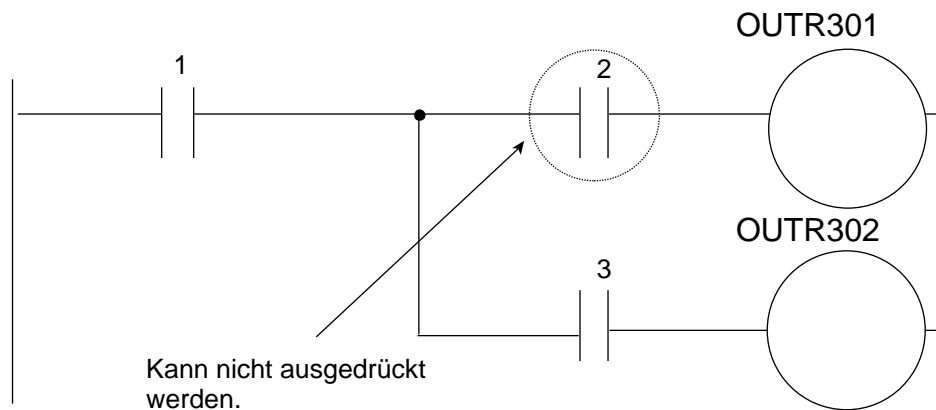 OUTR301
1
2
OUTR302
3
Kann nicht ausgedrückt
werden.